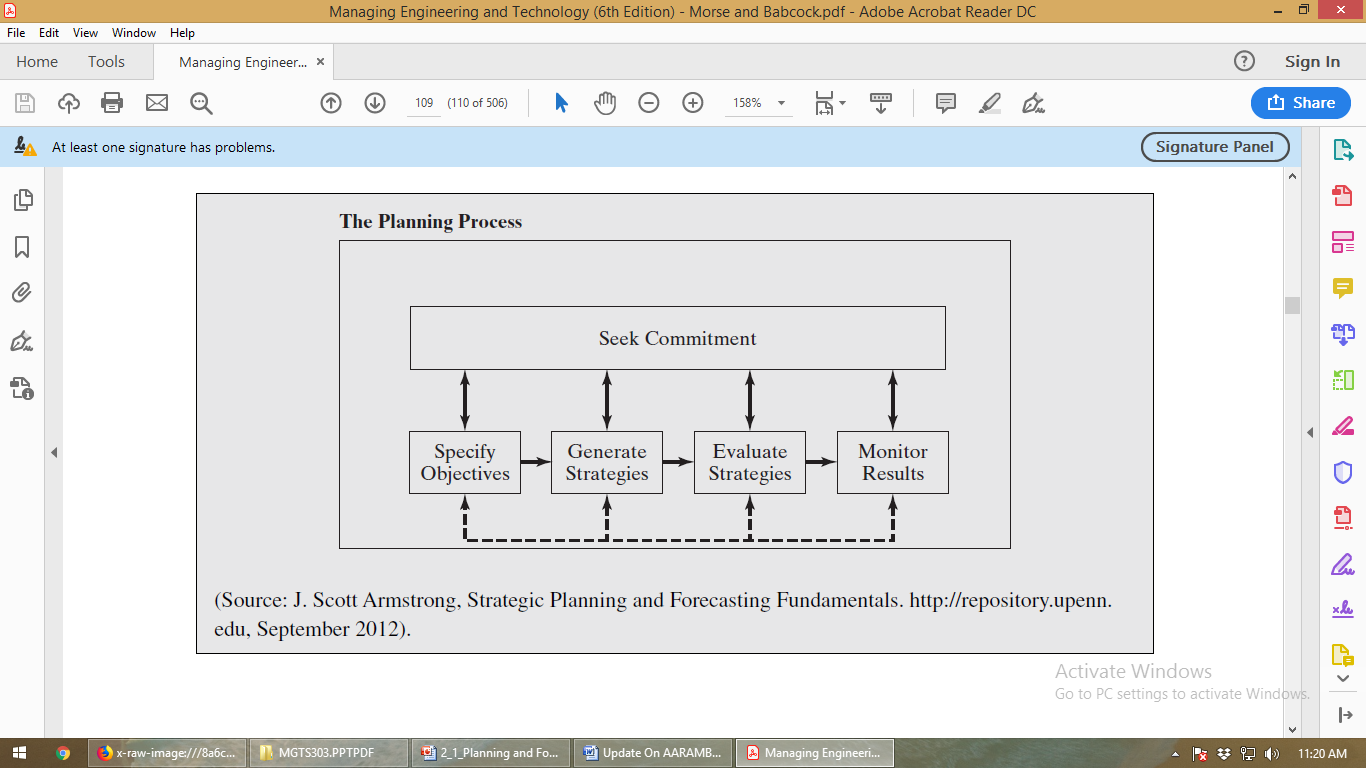 Managing Engineering and Technology (6th Edition) - Morse and Babcock.pdf - Adobe Acrobat Reader DC
File Edit View Window Help
Home Tools Managing Engineer... × Sign In
109 (110 of 506) 158% Share
At least one signature has problems. Signature Panel
The Planning Process
Seek Commitment
Specify Objectives
Generate Strategies
Evaluate Strategies
Monitor Results
(Source: J. Scott Armstrong, Strategic Planning and Forecasting Fundamentals. http://repository.upenn.
edu, September 2012).
Activate Windows
Go to PC settings to activate Windows.
x-raw-image:///8a6c... MGTS303.PPTPDF 2_1_Planning and Fo... Update On AARAMB... Managing Engineeri... 11:20 AM